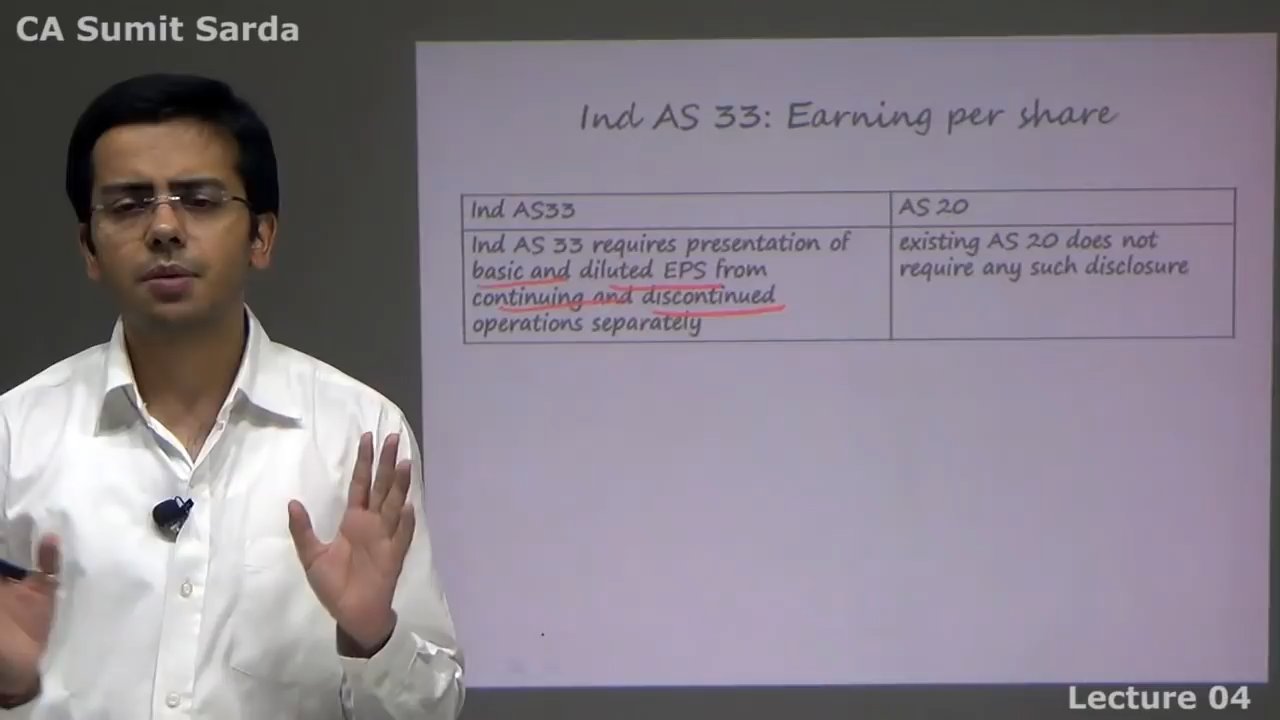 CA Sumit Sarda
Ind AS 33: Earning per share
Ind AS33
AS 20
Ind AS 33 requires presentation of
basic and diluted EPS from
continuing and discontinued
operations separately
existing AS 20 does not
require any such disclosure
Lecture 04